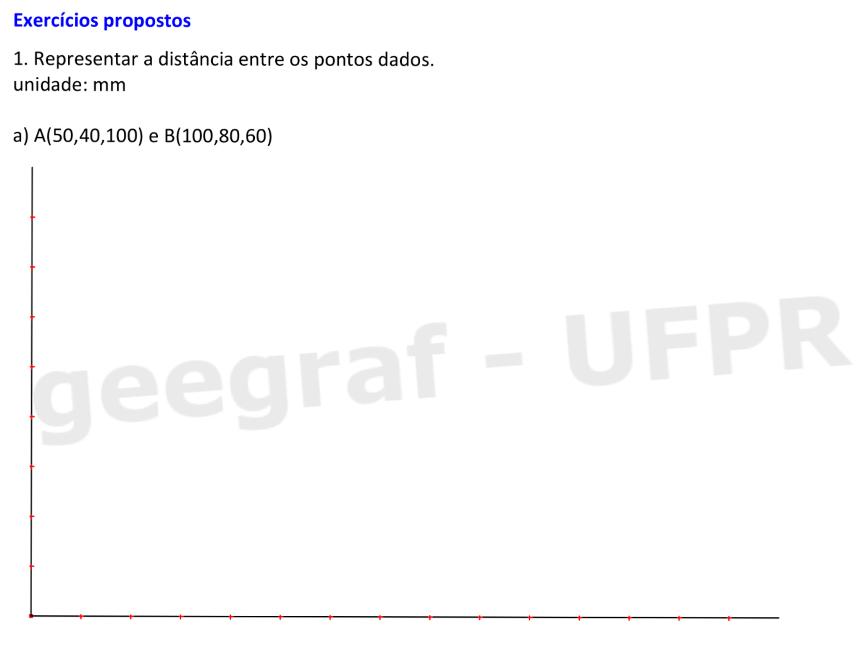 Exercícios propostos
1. Representar a distância entre os pontos dados.
unidade: mm
a) A(50,40,100) e B(100,80,60)
geegraf - UFPR